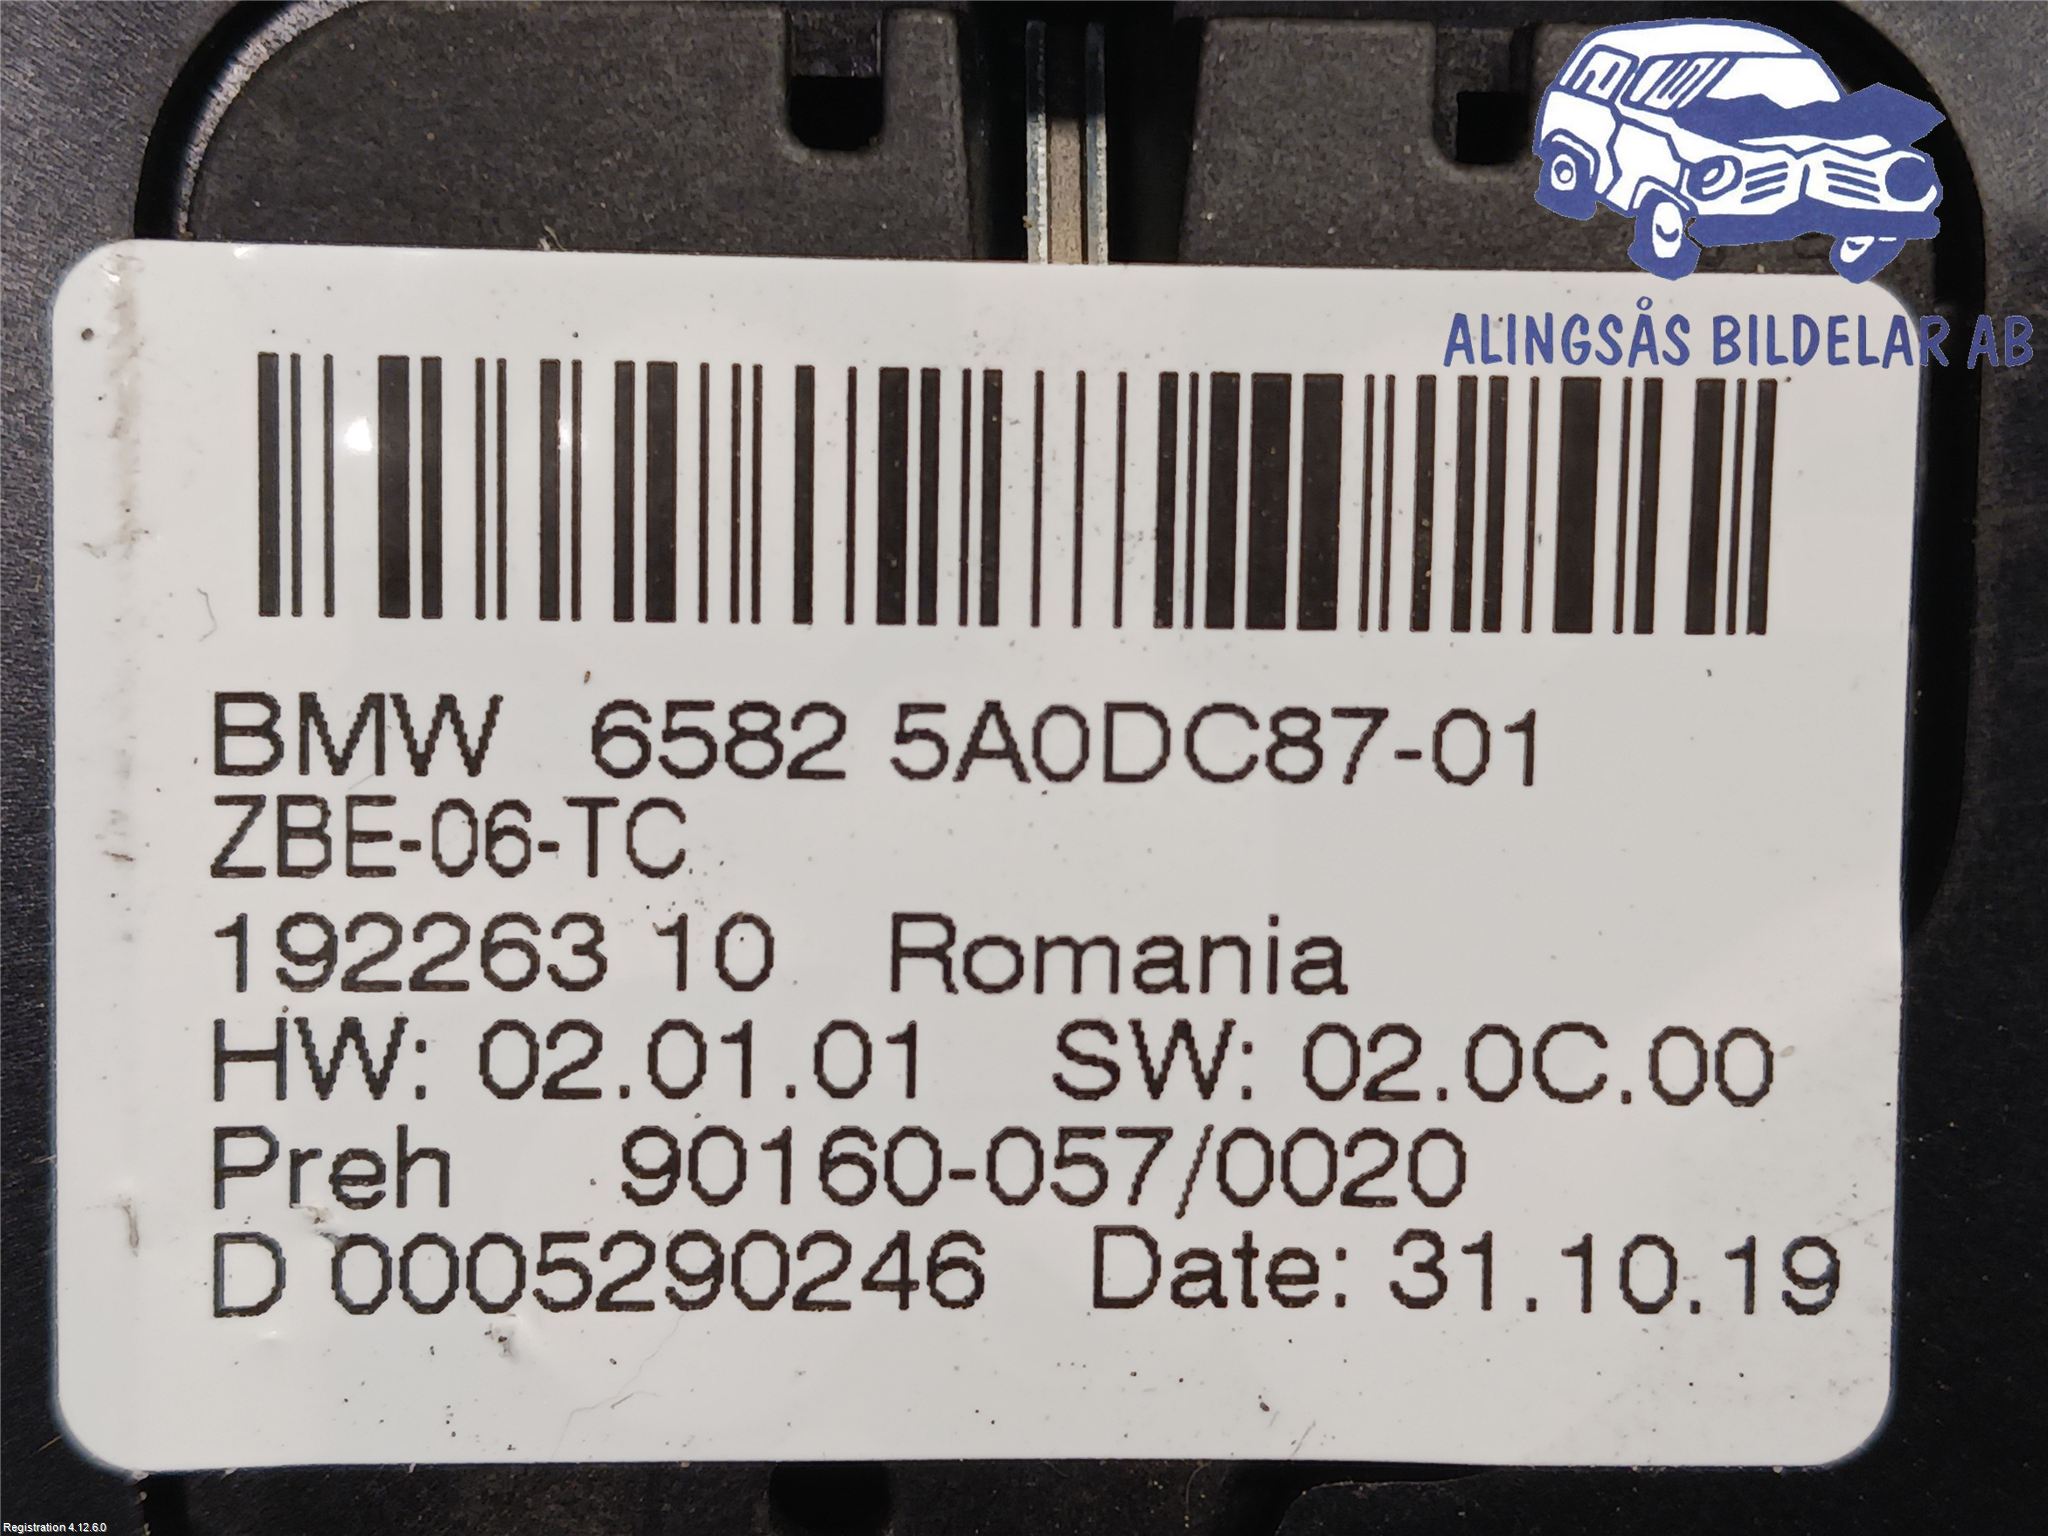 ALINGSÅS BILDELAR AB
BMW 6582 5A0DC87-01
ZBE-06-TC
192263 10 Romania
HW: 02.01.01 SW: 02.0C.00
Preh 90160-057/0020
D 0005290246 Date: 31.10.19
Registration 4.12.6.0